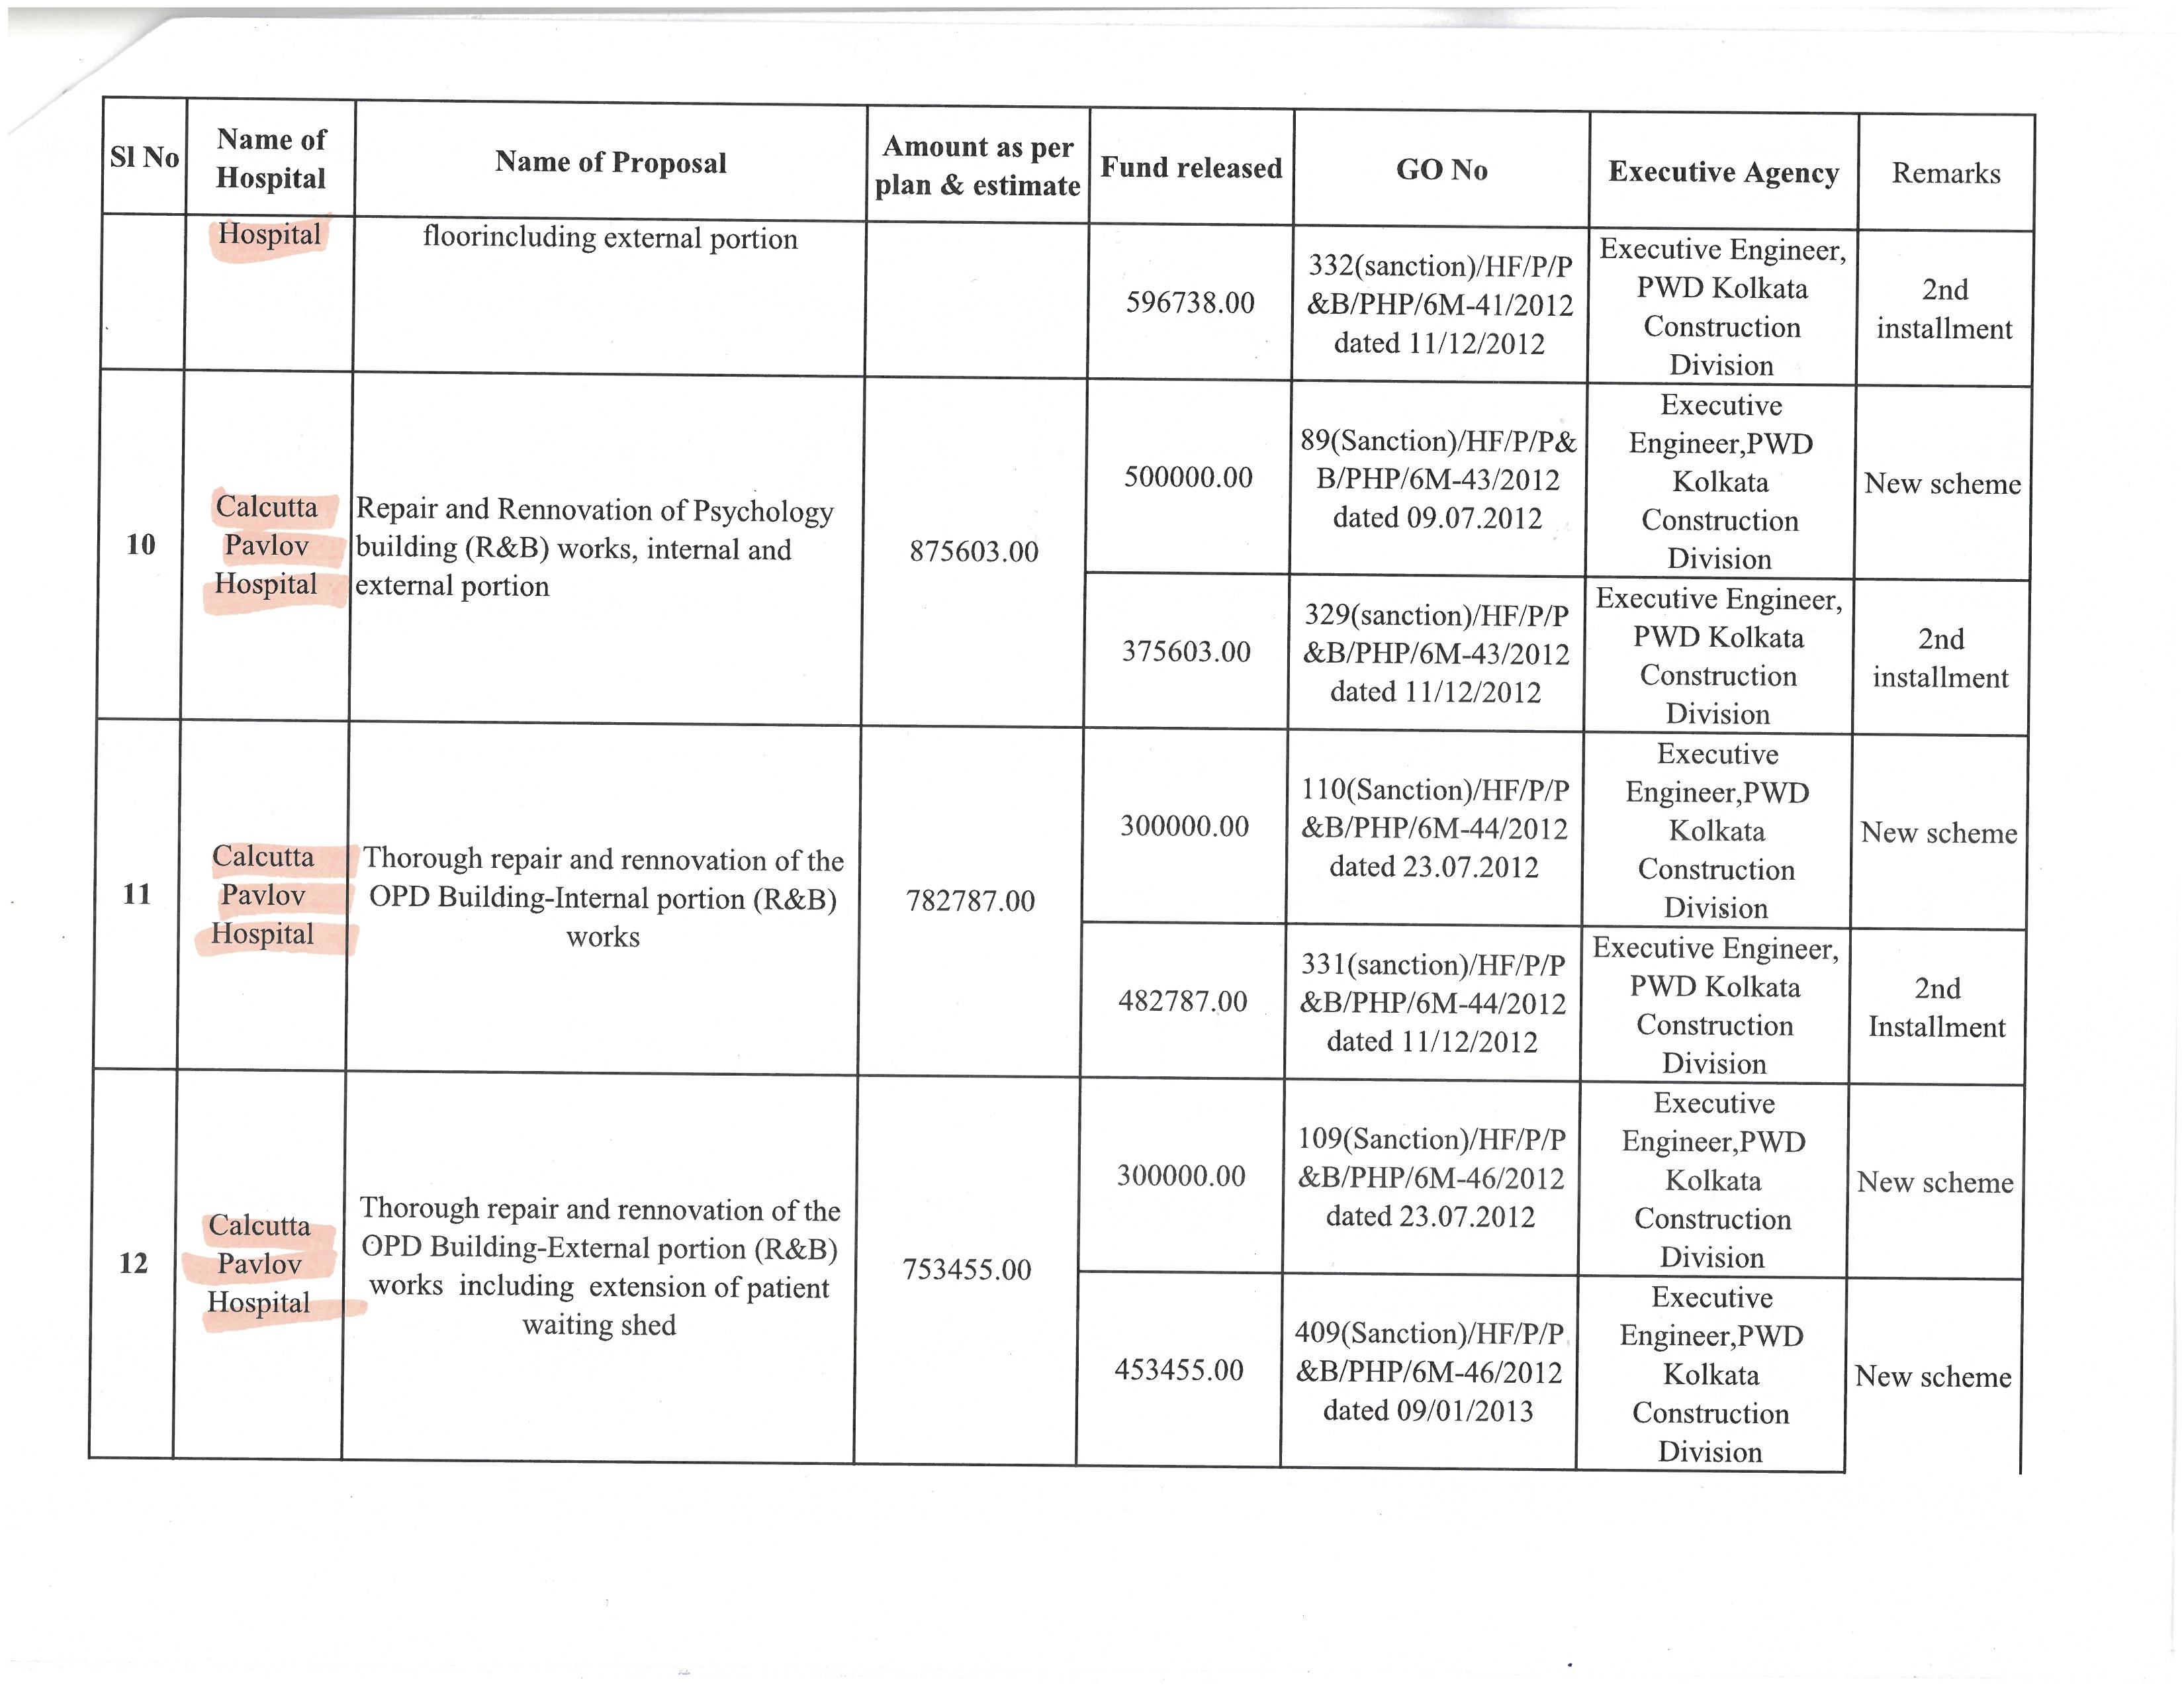 Sl No
Name of
Hospital
Name of Proposal
Amount as per
plan & estimate
Fund released
GO No
Executive Agency
Remarks
Hospital
floorincluding external portion
596738.00
332(sanction)/HF/P/P
&B/PHP/6M-41/2012
dated 11/12/2012
Executive Engineer,
PWD Kolkata
Construction
Division
2nd
installment
10
Calcutta
Pavlov
Hospital
Repair and Rennovation of Psychology
building (R&B) works, internal and
external portion
875603.00
500000.00
89(Sanction)/HF/P/P&
B/PHP/6M-43/2012
dated 09.07.2012
Executive
Engineer,PWD
Kolkata
Construction
Division
New scheme
375603.00
329(sanction)/HF/P/P
&B/PHP/6M-43/2012
dated 11/12/2012
Executive Engineer,
PWD Kolkata
Construction
Division
2nd
installment
11
Calcutta
Pavlov
Hospital
Thorough repair and rennovation of the
OPD Building-Internal portion (R&B)
works
782787.00
300000.00
110(Sanction)/HF/P/P
&B/PHP/6M-44/2012
dated 23.07.2012
Executive
Engineer,PWD
Kolkata
Construction
Division
New scheme
482787.00
331(sanction)/HF/P/P
&B/PHP/6M-44/2012
dated 11/12/2012
Executive Engineer,
PWD Kolkata
Construction
Division
2nd
Installment
12
Calcutta
Pavlov
Hospital
Thorough repair and rennovation of the
OPD Building-External portion (R&B)
works including extension of patient
waiting shed
753455.00
300000.00
109(Sanction)/HF/P/P
&B/PHP/6M-46/2012
dated 23.07.2012
Executive
Engineer,PWD
Kolkata
Construction
Division
New scheme
453455.00
409(Sanction)/HF/P/P
&B/PHP/6M-46/2012
dated 09/01/2013
Executive
Engineer,PWD
Kolkata
Construction
Division
New scheme